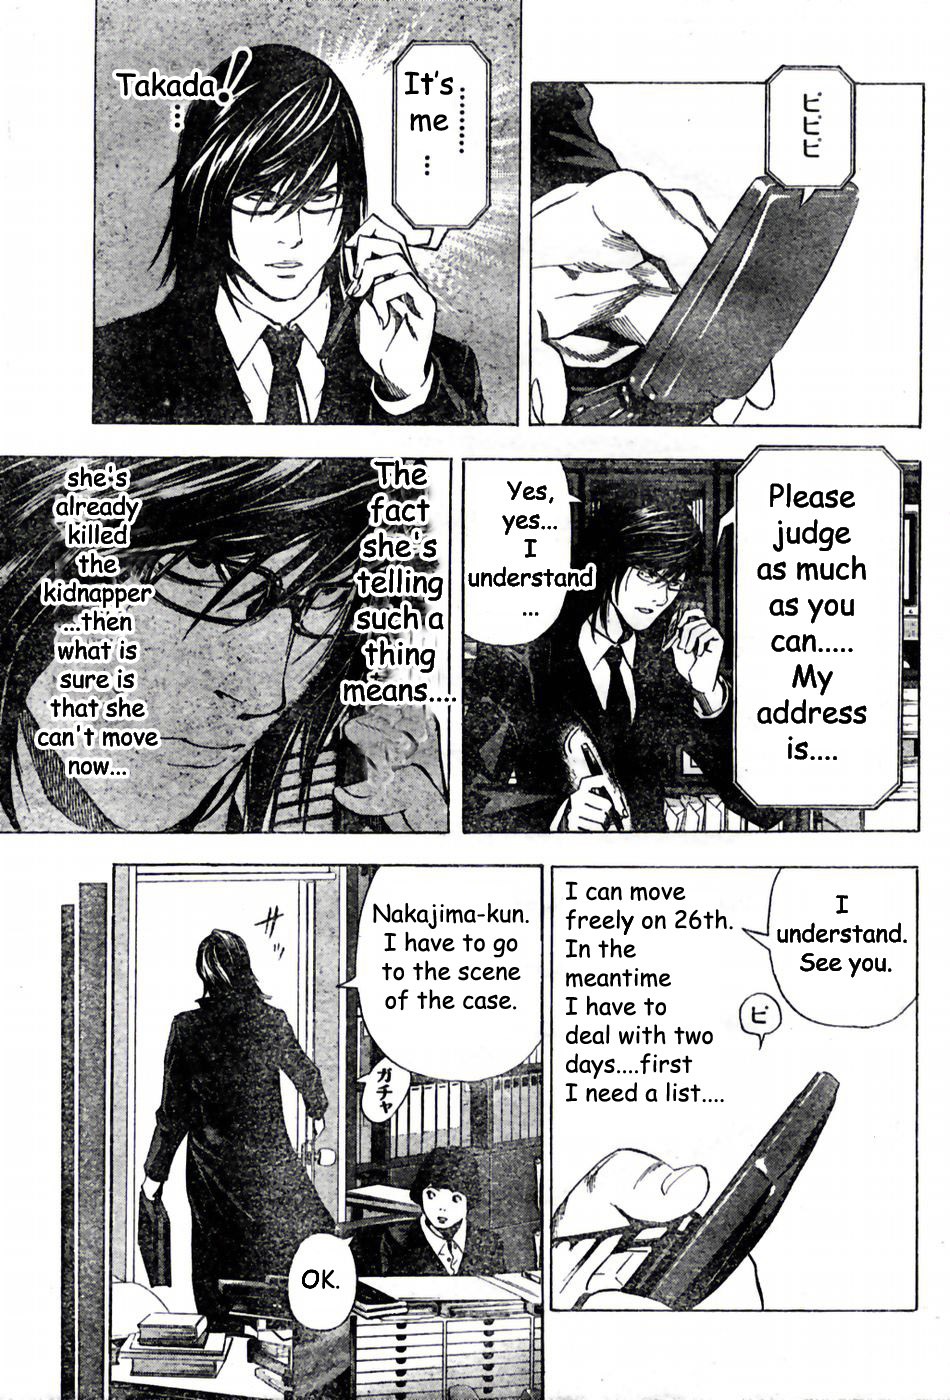 ビビビ
It's
me
...
Takada!
...
Please
judge
as much
as you
can.....
My
address
is....
Yes,
yes...
I
understand
...
The
fact
she's
telling
such a
thing
means....
she's
already
killed
the
kidnapper
...then
what is
sure is
that she
can't move
now...
I
understand.
See you.
ピ
I can move
freely on 26th.
In the
meantime
I have to
deal with two
days....first
I need a list....
Nakajima-kun.
I have to go
to the scene
of the case.
ガチャ
サッ
OK.